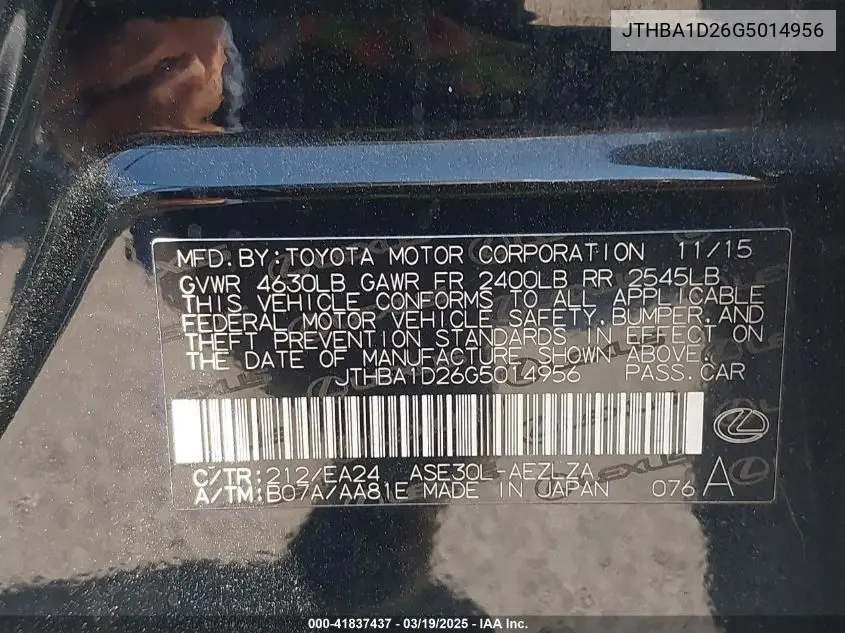 JTHBA1D26G5014956
MFD.BY:TOYOTA MOTOR CORPORATION 11/15
GVWR 4630LB GAWR FR 2400LB RR 2545LB
THIS VEHICLE CONFORMS TO ALL APPLICABLE
FEDERAL MOTOR VEHICLE SAFETY,BUMPER,AND
THEFT PREVENTION STANDARDS IN EFFECT ON
THE DATE OF MANUFACTURE SHOWN ABOVE.
JTHBA1D26G5014956 PASS.CAR
C/TR:212/EA24 ASE30L-AEZLZA
A/TM:B07A/AA81E MADE IN JAPAN 076 A
000-41837437 - 03/19/2025 - IAA Inc.